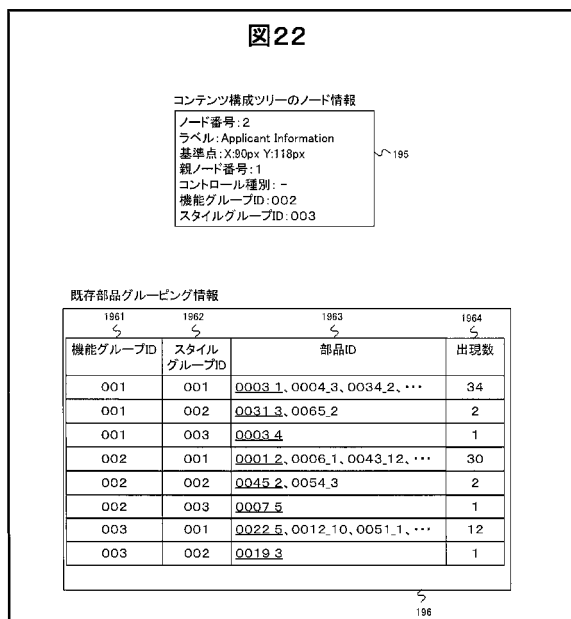 図22
コンテンツ構成ツリーのノード情報
ノード番号:2
ラベル:Applicant Information
基準点:X:90px Y:118px
親ノード番号:1
コントロール種別:-
機能グループID:002
スタイルグループID:003
195
既存部品グルーピング情報
1961 1962 1963 1964
機能グループID スタイルグループID 部品ID 出現数
001 001 0003_1、0004_3、0034_2、… 34
001 002 0031_3、0065_2 2
001 003 0003_4 1
002 001 0001_2、0006_1、0043_12、… 30
002 002 0045_2、0054_3 2
002 003 0007_5 1
003 001 0022_5、0012_10、0051_1、… 12
003 002 0019_3 1
196